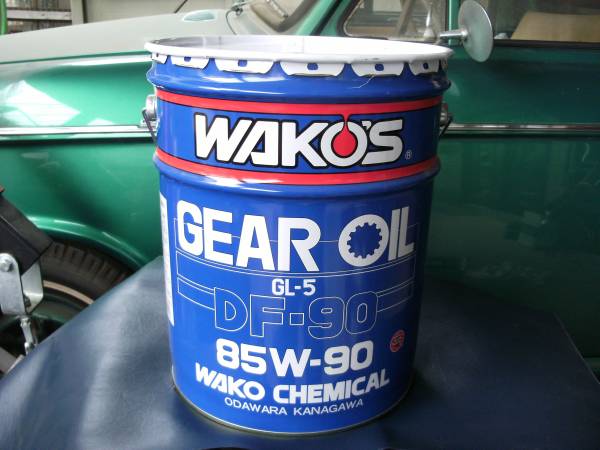 WAKO'S®
GEAR OIL
GL-5
DF-90
85W-90
WAKO CHEMICAL
ODAWARA KANAGAWA